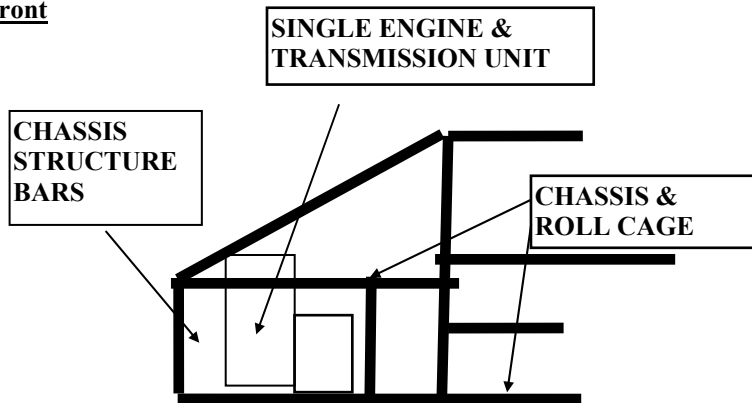 ront
SINGLE ENGINE &
TRANSMISSION UNIT
CHASSIS
STRUCTURE
BARS
CHASSIS &
ROLL CAGE